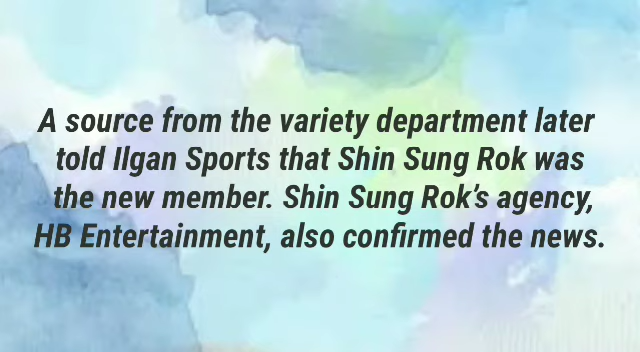 A source from the variety department later
told Ilgan Sports that Shin Sung Rok was
the new member. Shin Sung Rok’s agency,
HB Entertainment, also confirmed the news.